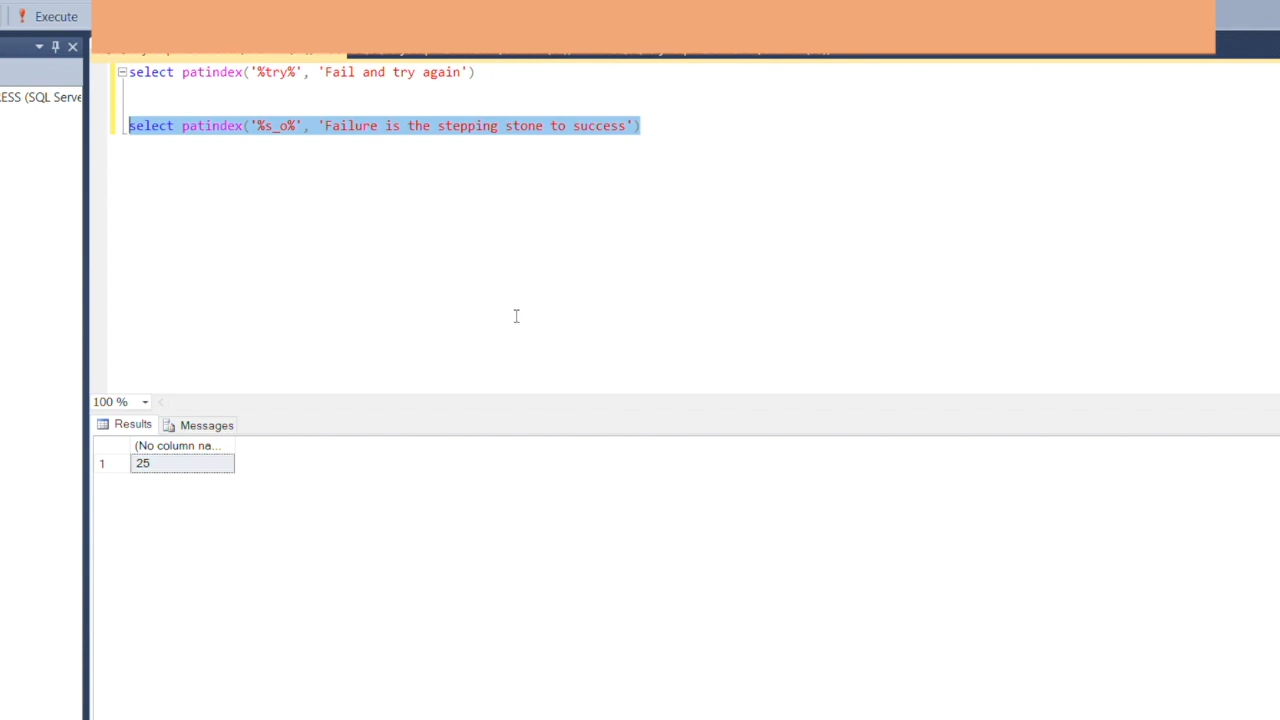 Execute
ESS (SQL Serve
select patindex('%try%', 'Fail and try again')
select patindex('%s_o%', 'Failure is the stepping stone to success')
100 %
Results
Messages
(No column na...
1
25